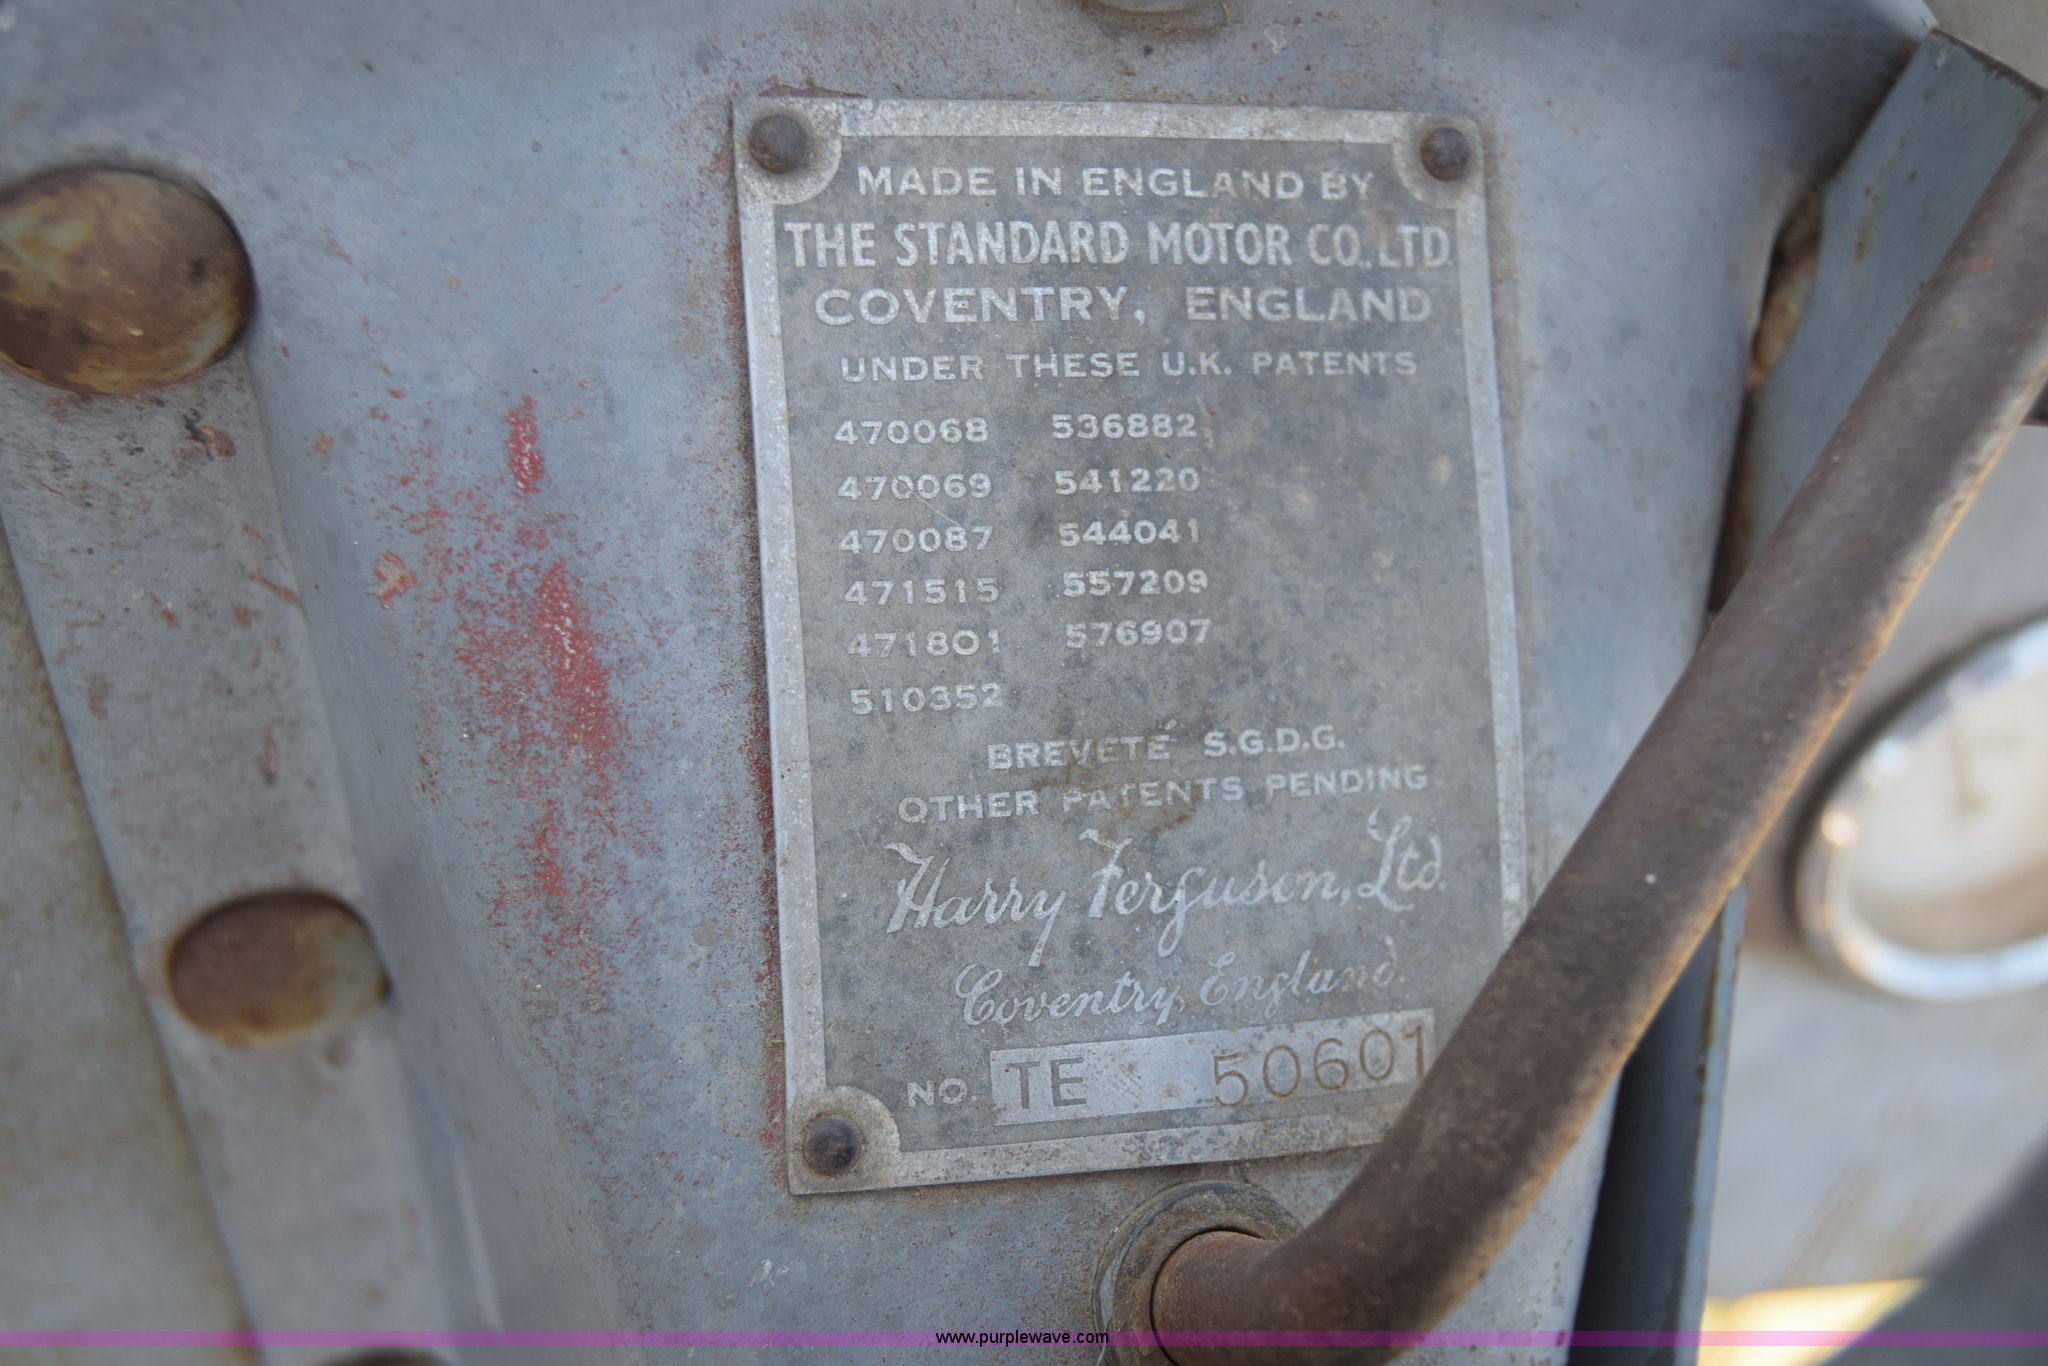 MADE IN ENGLAND BY
THE STANDARD MOTOR CO., LTD.
COVENTRY, ENGLAND
UNDER THESE U.K. PATENTS
470068 536882
470069 541220
470087 544041
471515 557209
471801 576907
510352
BREVETÉ S.G.D.G.
OTHER PATENTS PENDING
Harry Ferguson, Ltd.
Coventry, England.
NO. TE 50601
www.purplewave.com